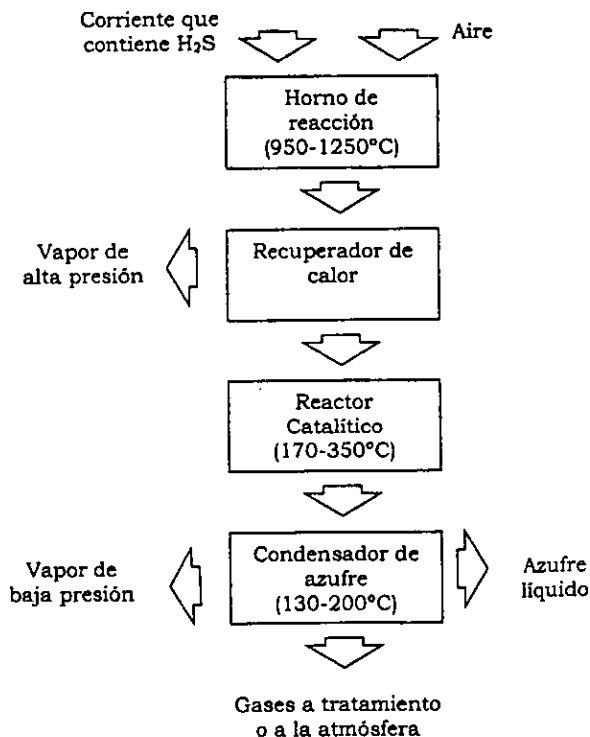 Corriente que
contiene H₂S
Aire
Horno de
reacción
(950-1250°C)
Vapor de
alta presión
Recuperador de
calor
Reactor
Catalítico
(170-350°C)
Vapor de
baja presión
Condensador de
azufre
(130-200°C)
Azufre
líquido
Gases a tratamiento
o a la atmósfera